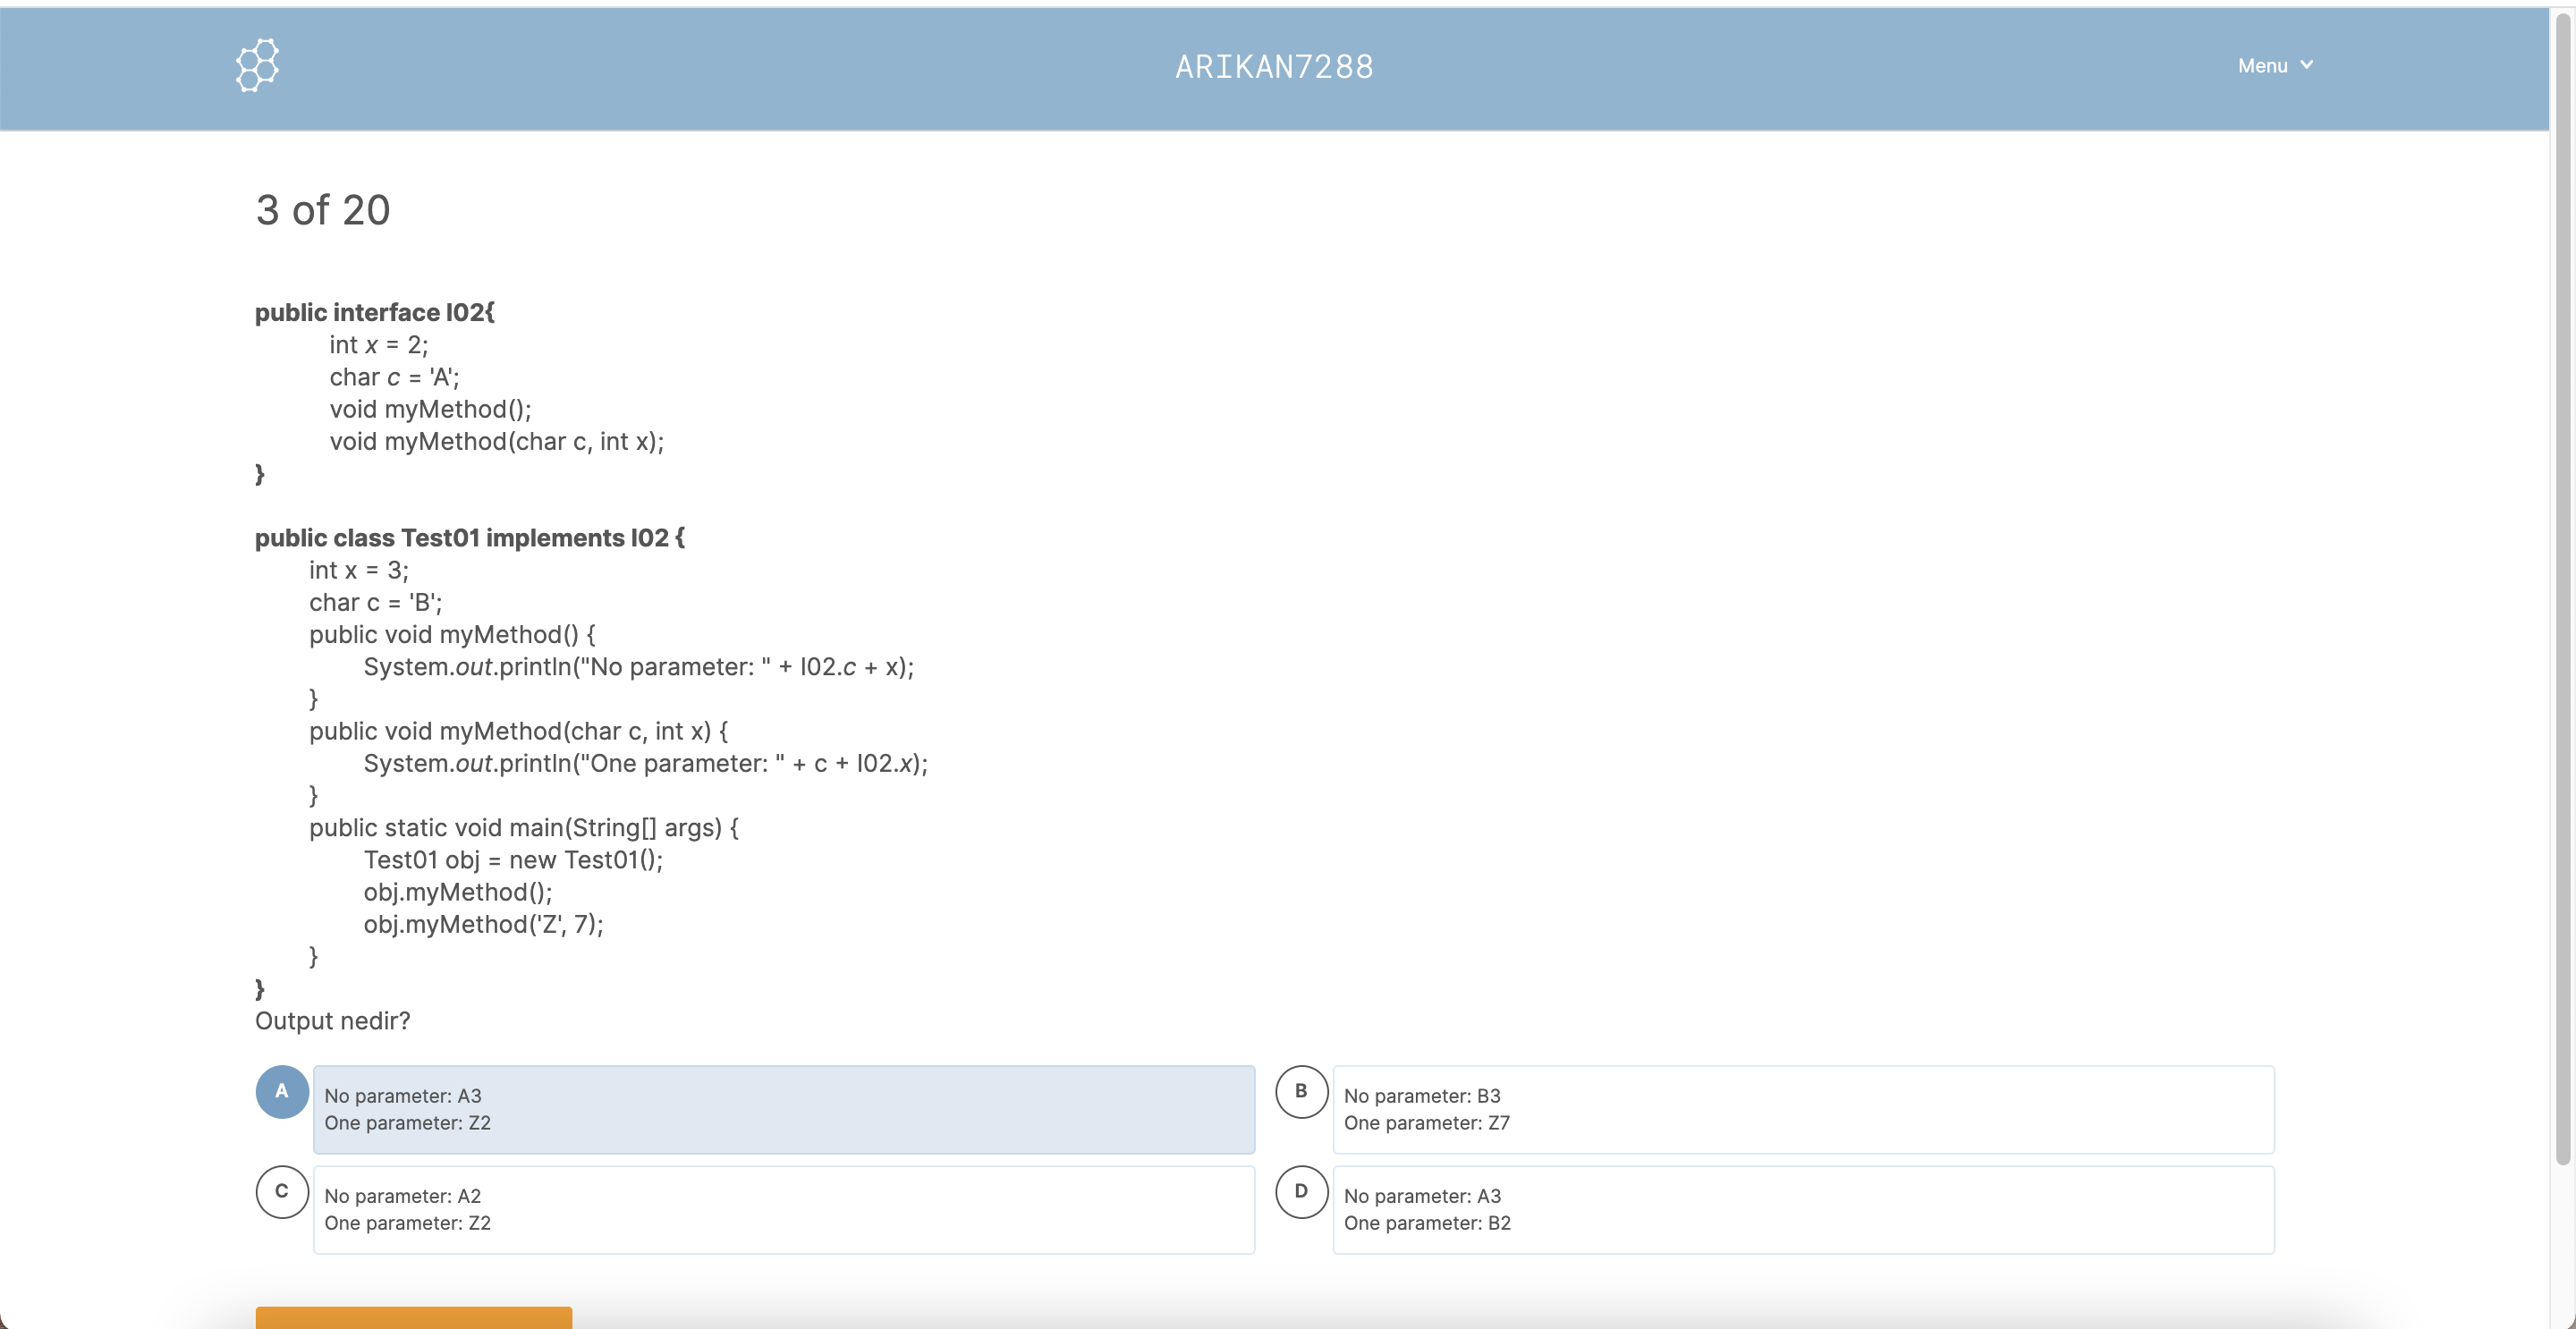 ARIKAN7288
Menu
3 of 20
public interface I02{
int x = 2;
char c = 'A';
void myMethod();
void myMethod(char c, int x);
}
public class Test01 implements I02 {
int x = 3;
char c = 'B';
public void myMethod() {
System.out.println("No parameter: " + I02.c + x);
}
public void myMethod(char c, int x) {
System.out.println("One parameter: " + c + I02.x);
}
public static void main(String[] args) {
Test01 obj = new Test01();
obj.myMethod();
obj.myMethod('Z', 7);
}
}
Output nedir?
A
No parameter: A3
One parameter: Z2
B
No parameter: B3
One parameter: Z7
C
No parameter: A2
One parameter: Z2
D
No parameter: A3
One parameter: B2